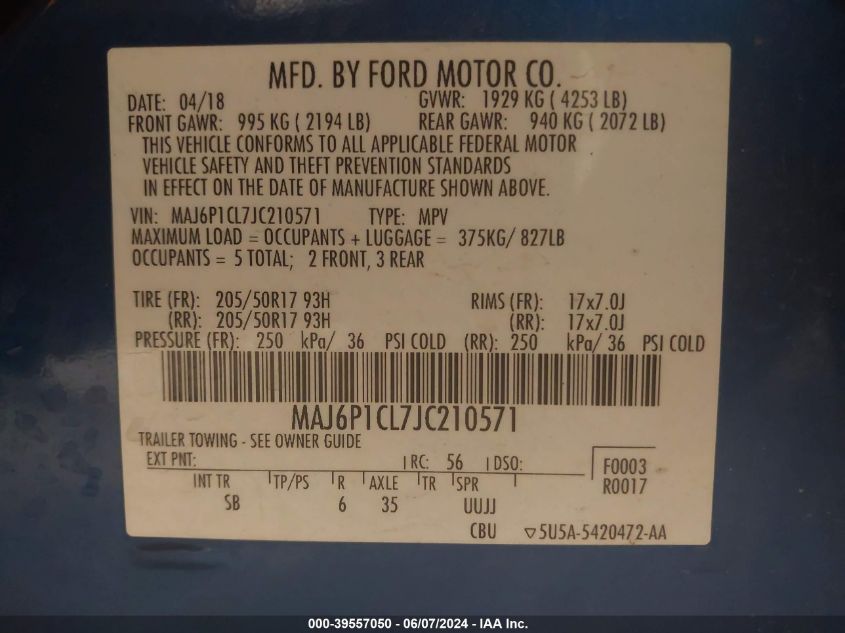 MFD. BY FORD MOTOR CO.
DATE: 04/18 GVWR: 1929 KG ( 4253 LB)
FRONT GAWR: 995 KG ( 2194 LB) REAR GAWR: 940 KG ( 2072 LB)
THIS VEHICLE CONFORMS TO ALL APPLICABLE FEDERAL MOTOR
VEHICLE SAFETY AND THEFT PREVENTION STANDARDS
IN EFFECT ON THE DATE OF MANUFACTURE SHOWN ABOVE.
VIN: MAJ6P1CL7JC210571 TYPE: MPV
MAXIMUM LOAD = OCCUPANTS + LUGGAGE = 375KG/ 827LB
OCCUPANTS = 5 TOTAL; 2 FRONT, 3 REAR
TIRE (FR): 205/50R17 93H RIMS (FR): 17x7.0J
(RR): 205/50R17 93H (RR): 17x7.0J
PRESSURE (FR): 250 kPa/ 36 PSI COLD (RR): 250 kPa/ 36 PSI COLD
MAJ6P1CL7JC210571
TRAILER TOWING - SEE OWNER GUIDE
EXT PNT: RC: 56 DSO: F0003
INT TR TP/PS R AXLE TR SPR R0017
SB 6 35 UUJJ
CBU ▽5U5A-5420472-AA
000-39557050 - 06/07/2024 - IAA Inc.